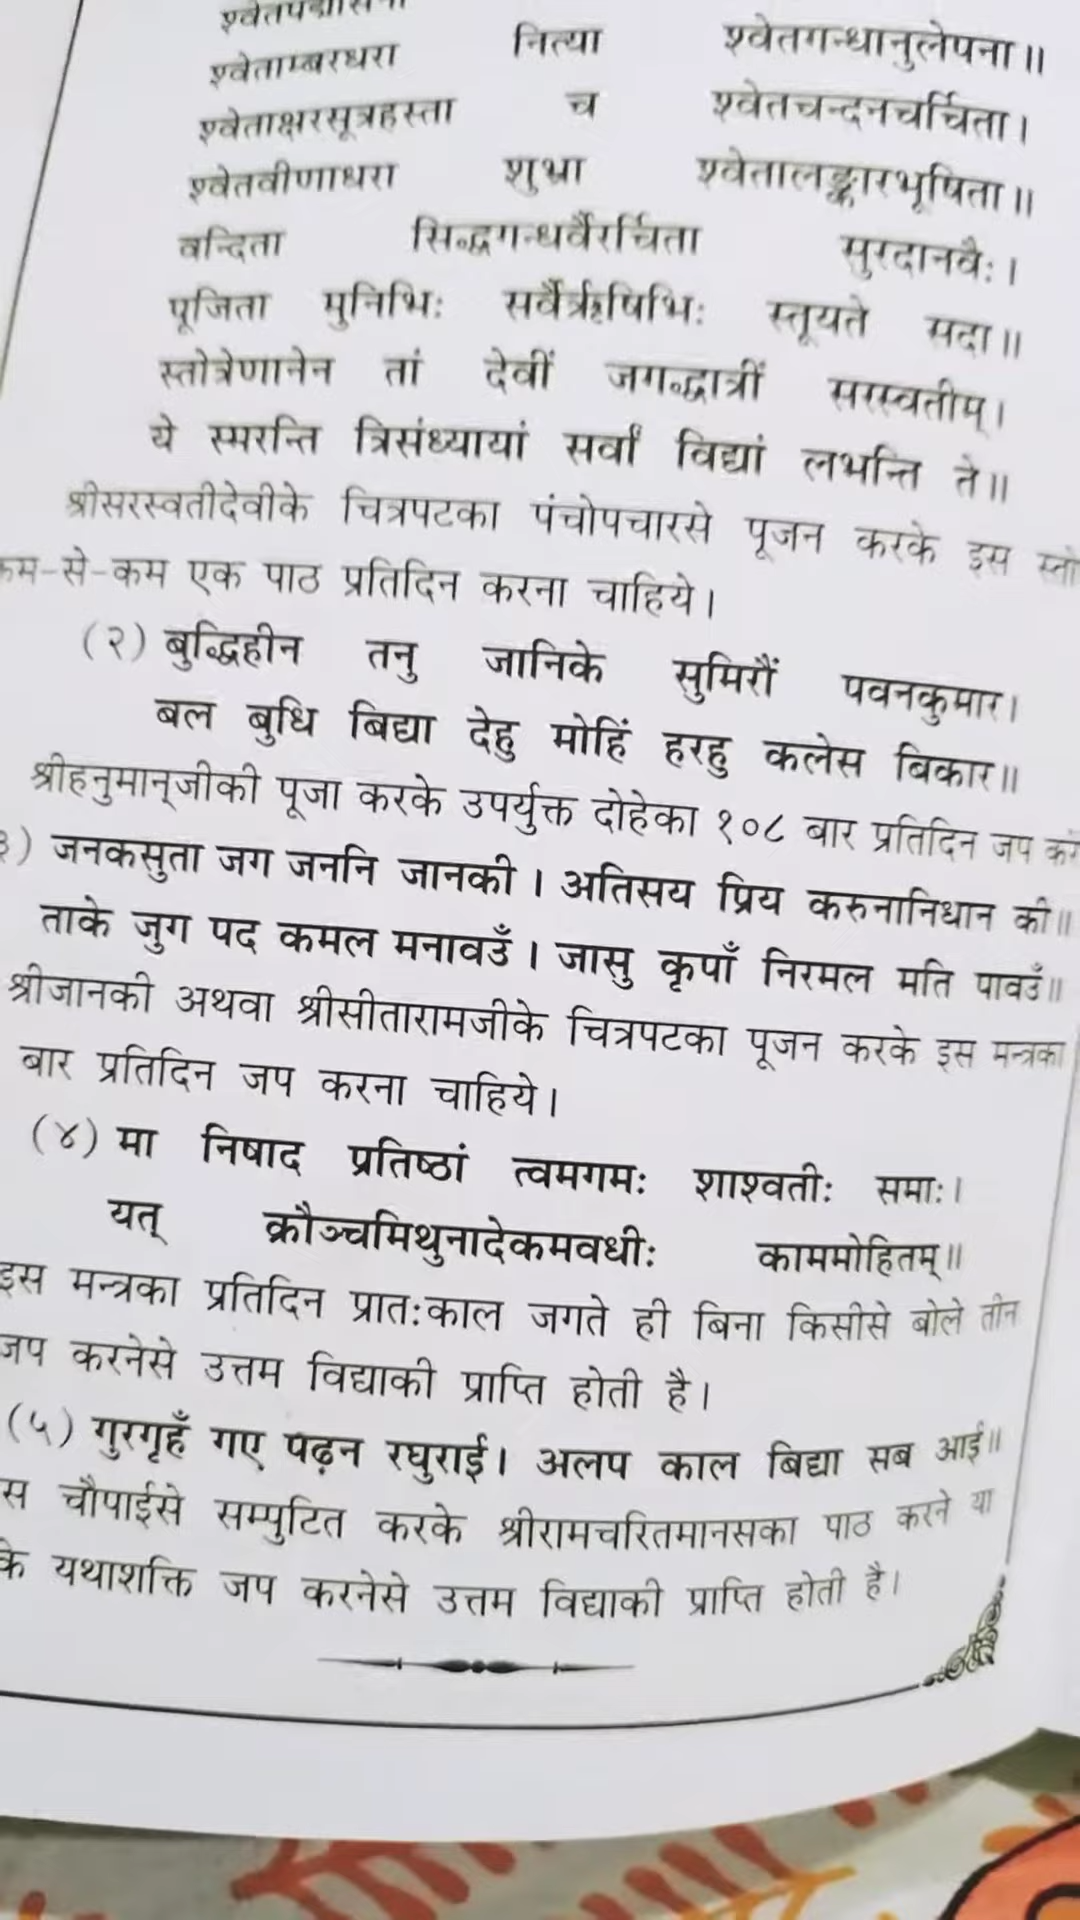 श्वेताम्बरधरा नित्या श्वेतगन्धानुलेपना॥
श्वेताक्षरसूत्रहस्ता च श्वेतचन्दनचर्चिता।
श्वेतवीणाधरा शुभ्रा श्वेतालङ्कारभूषिता॥
वन्दिता सिद्धगन्धर्वैरर्चिता सुरदानवैः।
पूजिता मुनिभिः सर्वैर्ऋषिभिः स्तूयते सदा॥
स्तोत्रेणानेन तां देवीं जगद्धात्रीं सरस्वतीम्।
ये स्मरन्ति त्रिसंध्यायां सर्वां विद्यां लभन्ति ते॥
श्रीसरस्वतीदेवीके चित्रपटका पंचोपचारसे पूजन करके इस
कम-से-कम एक पाठ प्रतिदिन करना चाहिये।
(२) बुद्धिहीन तनु जानिके सुमिरौं पवनकुमार।
बल बुधि बिद्या देहु मोहिं हरहु कलेस बिकार॥
श्रीहनुमान्‌जीकी पूजा करके उपर्युक्त दोहेका १०८ बार प्रतिदिन जप
३) जनकसुता जग जननि जानकी। अतिसय प्रिय करुनानिधान की॥
ताके जुग पद कमल मनावउँ। जासु कृपाँ निरमल मति पावउँ॥
श्रीजानकी अथवा श्रीसीतारामजीके चित्रपटका पूजन करके इस मन्त्रका
बार प्रतिदिन जप करना चाहिये।
(४) मा निषाद प्रतिष्ठां त्वमगमः शाश्वतीः समाः।
यत् क्रौञ्चमिथुनादेकमवधीः काममोहितम्॥
इस मन्त्रका प्रतिदिन प्रातःकाल जगते ही बिना किसीसे बोले तीन
जप करनेसे उत्तम विद्याकी प्राप्ति होती है।
(५) गुरगृहँ गए पढ़न रघुराई। अलप काल बिद्या सब आई॥
स चौपाईसे सम्पुटित करके श्रीरामचरितमानसका पाठ करने या
के यथाशक्ति जप करनेसे उत्तम विद्याकी प्राप्ति होती है।